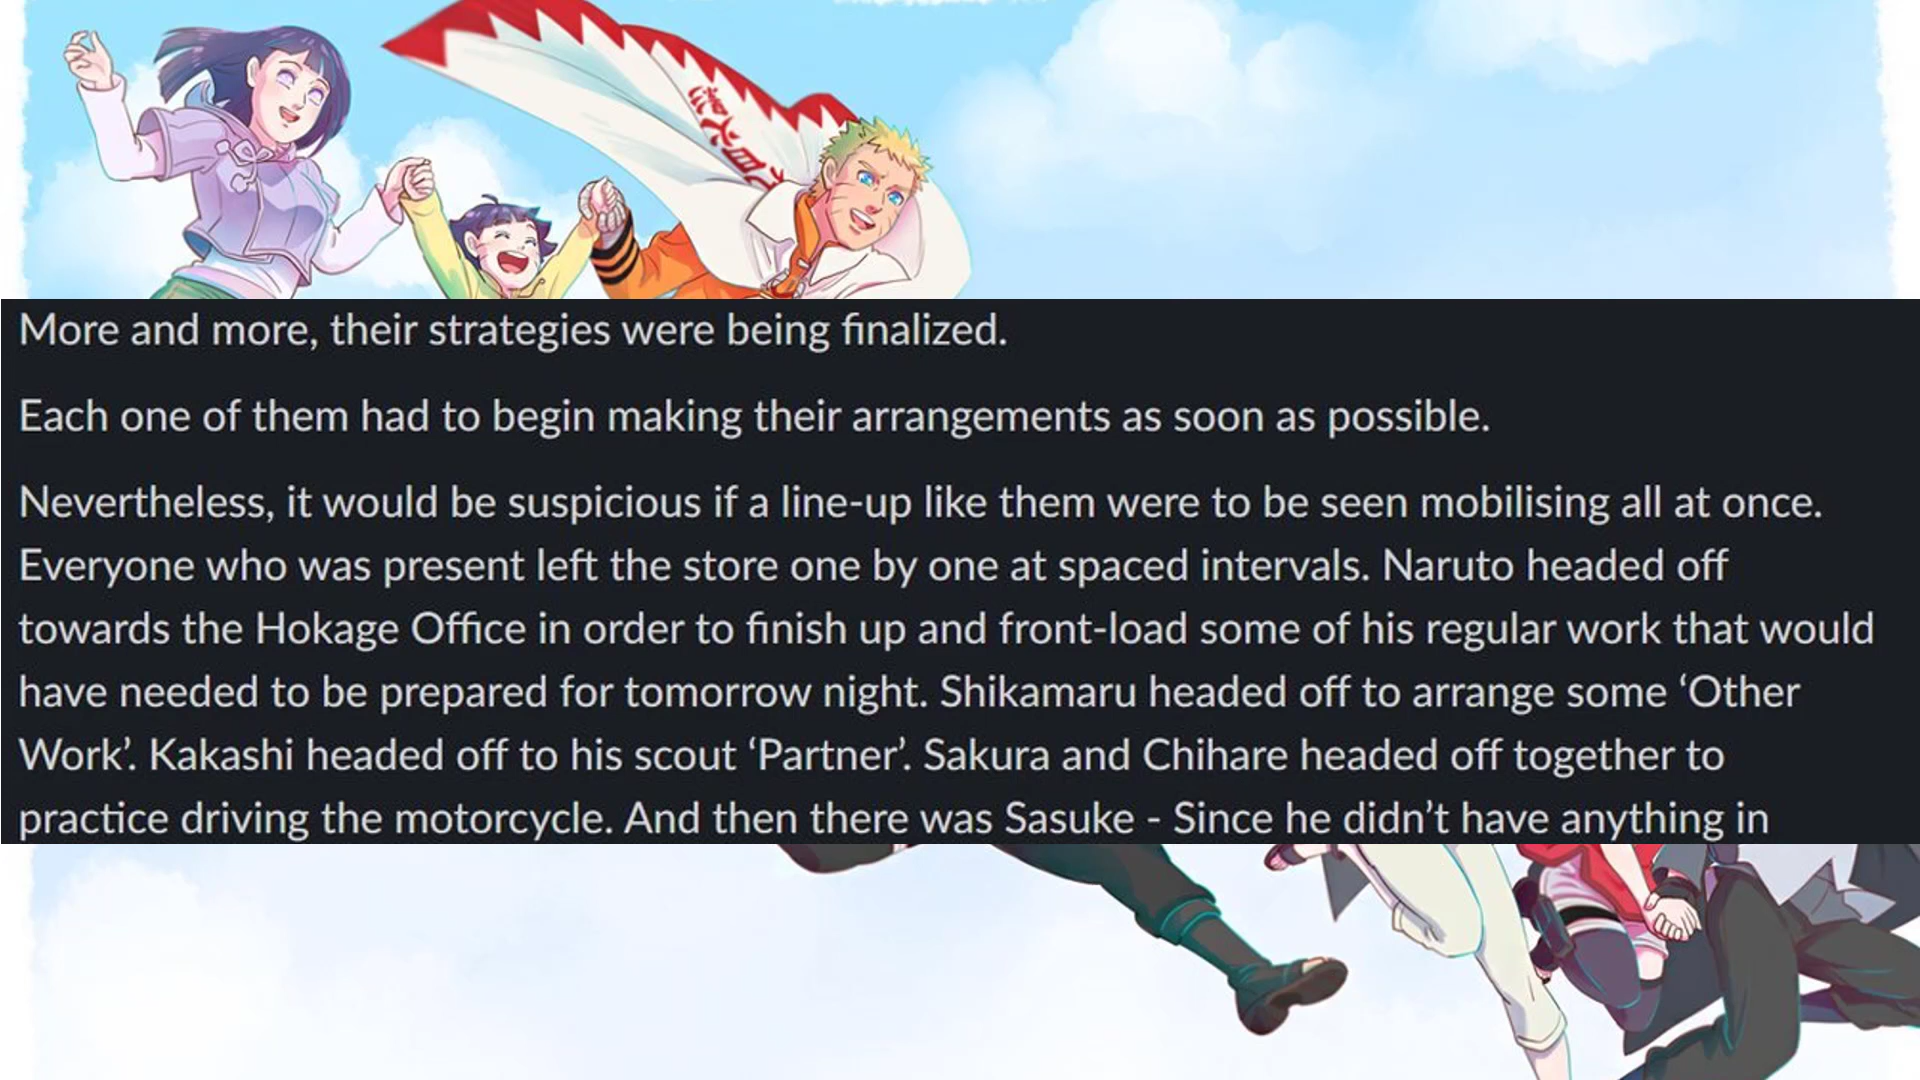 七代目火影
More and more, their strategies were being finalized.
Each one of them had to begin making their arrangements as soon as possible.
Nevertheless, it would be suspicious if a line-up like them were to be seen mobilising all at once.
Everyone who was present left the store one by one at spaced intervals. Naruto headed off
towards the Hokage Office in order to finish up and front-load some of his regular work that would
have needed to be prepared for tomorrow night. Shikamaru headed off to arrange some ‘Other
Work’. Kakashi headed off to his scout ‘Partner’. Sakura and Chihare headed off together to
practice driving the motorcycle. And then there was Sasuke - Since he didn’t have anything in